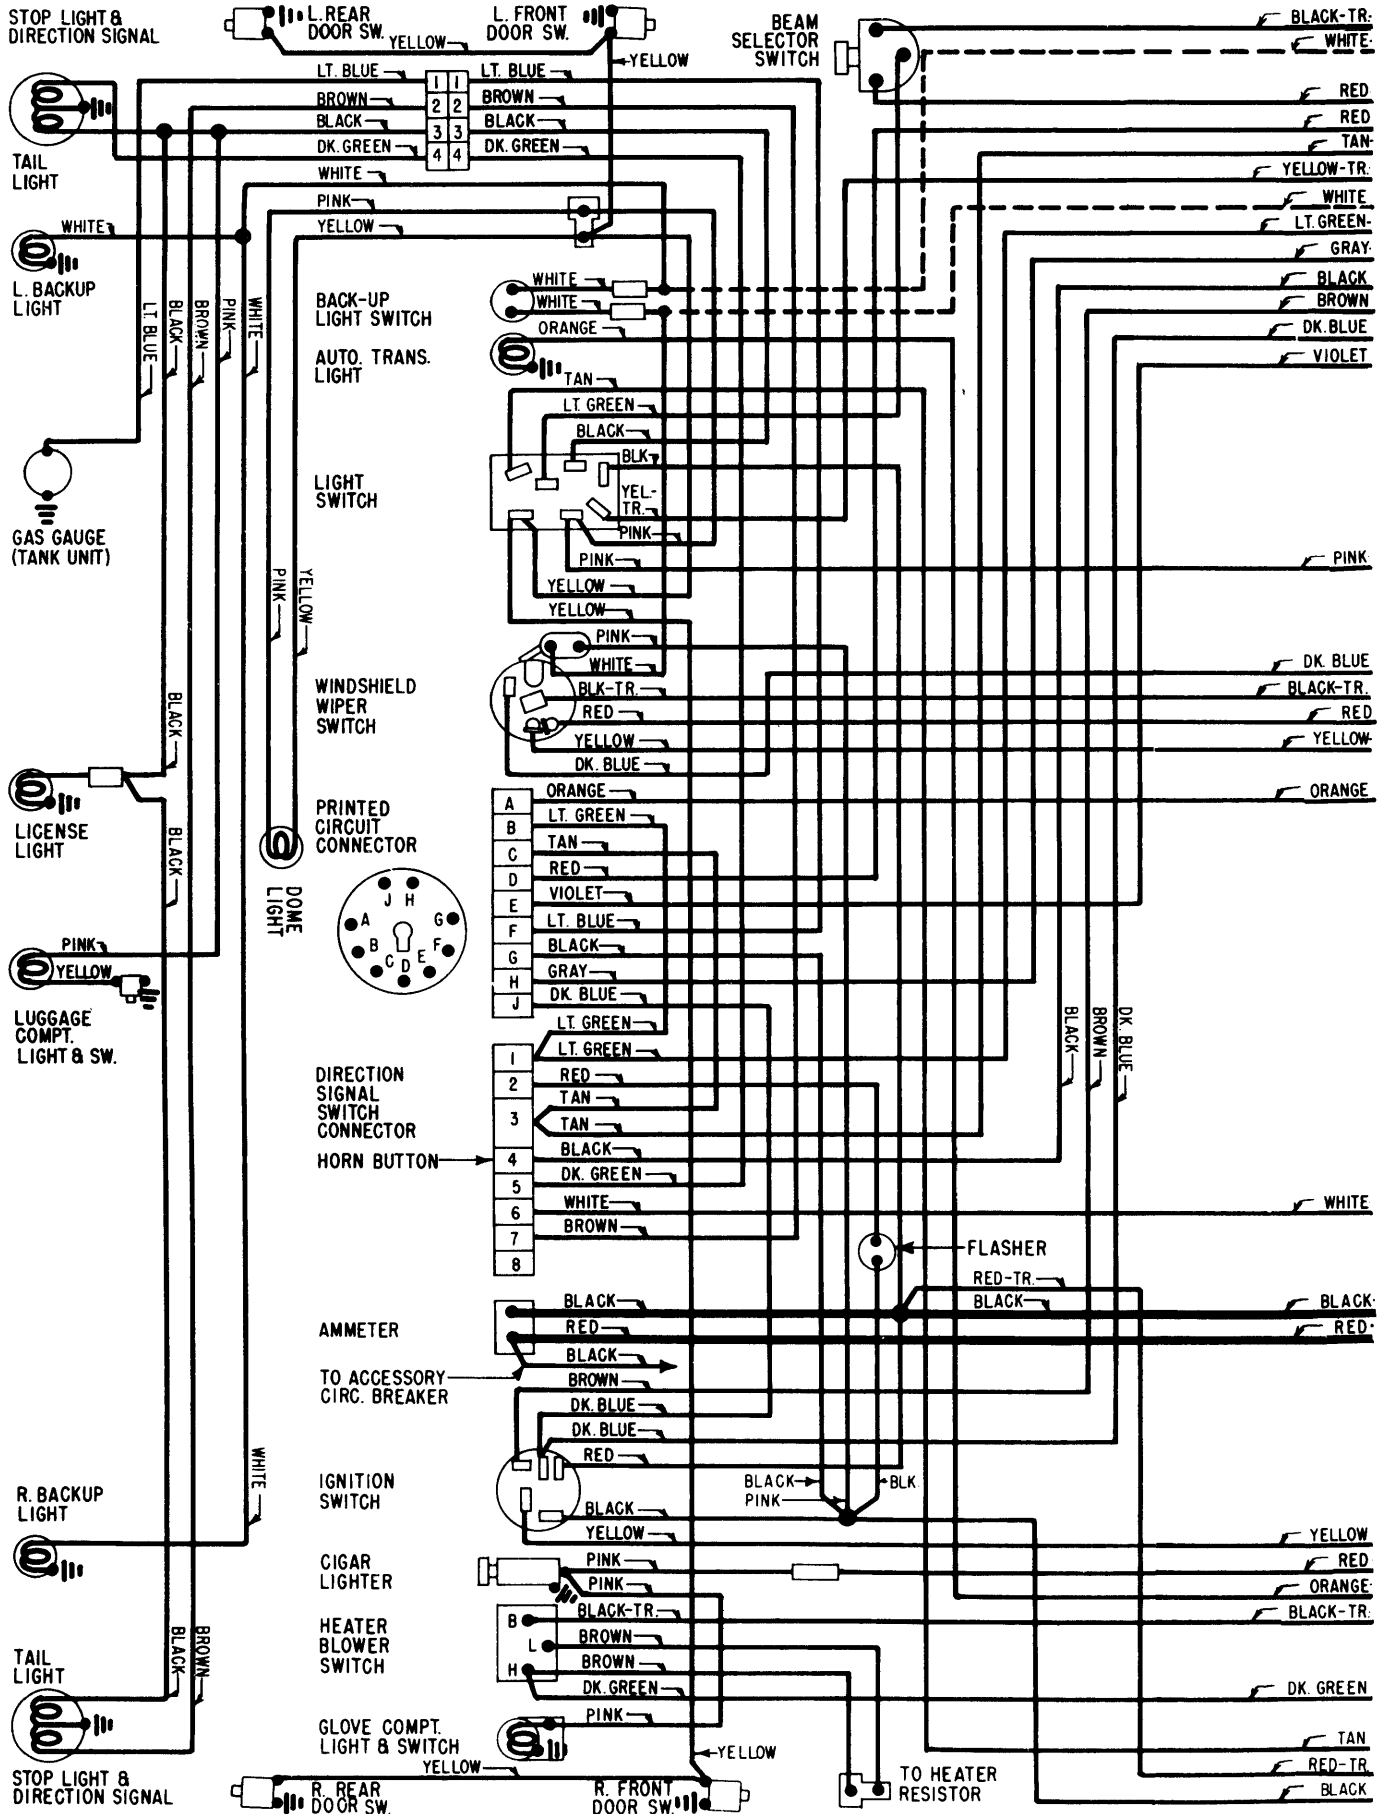 STOP LIGHT &
DIRECTION SIGNAL
L. REAR
DOOR SW.
YELLOW
L. FRONT
DOOR SW.
YELLOW
BEAM
SELECTOR
SWITCH
BLACK-TR.
WHITE
RED
RED
TAN
YELLOW-TR.
WHITE
LT. GREEN
GRAY
BLACK
BROWN
DK. BLUE
VIOLET
LT. BLUE 1 1 LT. BLUE
BROWN 2 2 BROWN
BLACK 3 3 BLACK
DK. GREEN 4 4 DK. GREEN
WHITE
PINK
YELLOW
TAIL
LIGHT
WHITE
L. BACKUP
LIGHT
LT. BLUE
BLACK
BROWN
PINK
WHITE
BACK-UP
LIGHT SWITCH
WHITE
WHITE
ORANGE
AUTO. TRANS.
LIGHT
TAN
LT. GREEN
BLACK
BLK
LIGHT
SWITCH
YEL-
TR.
PINK
PINK
PINK
YELLOW
YELLOW
GAS GAUGE
(TANK UNIT)
PINK
YELLOW
PINK
WHITE
WINDSHIELD
WIPER
SWITCH
BLK-TR.
RED
YELLOW
DK. BLUE
DK. BLUE
BLACK-TR.
RED
YELLOW
BLACK
LICENSE
LIGHT
BLACK
DOME
LIGHT
PRINTED
CIRCUIT
CONNECTOR
J H
A G
B F
C D E
A ORANGE ORANGE
B LT. GREEN
C TAN
D RED
E VIOLET
F LT. BLUE
G BLACK
H GRAY
J DK. BLUE
PINK
YELLOW
LUGGAGE
COMPT.
LIGHT & SW.
BLACK
BROWN
DK. BLUE
DIRECTION
SIGNAL
SWITCH
CONNECTOR
HORN BUTTON
LT. GREEN
1 LT. GREEN
2 RED
TAN
3
TAN
4 BLACK
5 DK. GREEN
6 WHITE WHITE
7 BROWN
8
FLASHER
RED-TR.
AMMETER
BLACK BLACK BLACK
RED RED
BLACK
TO ACCESSORY
CIRC. BREAKER
BROWN
DK. BLUE
DK. BLUE
RED
IGNITION
SWITCH
BLACK
PINK
BLK
BLACK
YELLOW YELLOW
WHITE
R. BACKUP
LIGHT
CIGAR
LIGHTER
PINK RED
PINK ORANGE
HEATER
BLOWER
SWITCH
B BLACK-TR. BLACK-TR.
L BROWN
H BROWN
DK. GREEN DK. GREEN
BLACK
BROWN
TAIL
LIGHT
GLOVE COMPT.
LIGHT & SWITCH
PINK
YELLOW
TAN
RED-TR
BLACK
STOP LIGHT &
DIRECTION SIGNAL
YELLOW
R. REAR
DOOR SW.
R. FRONT
DOOR SW.
TO HEATER
RESISTOR